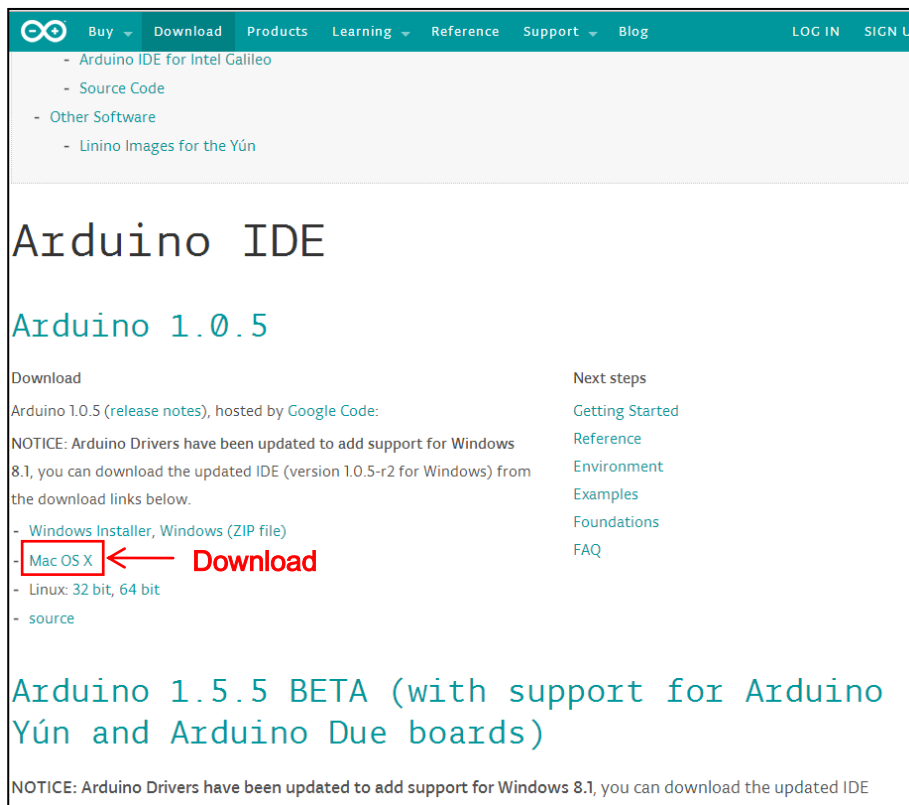 Buy Download Products Learning Reference Support Blog LOG IN SIGN U
- Arduino IDE for Intel Galileo
- Source Code
- Other Software
- Linino Images for the Yún
Arduino IDE
Arduino 1.0.5
Download
Arduino 1.0.5 (release notes), hosted by Google Code:
NOTICE: Arduino Drivers have been updated to add support for Windows
8.1, you can download the updated IDE (version 1.0.5-r2 for Windows) from
the download links below.
- Windows Installer, Windows (ZIP file)
- Mac OS X Download
- Linux: 32 bit, 64 bit
- source
Next steps
Getting Started
Reference
Environment
Examples
Foundations
FAQ
Arduino 1.5.5 BETA (with support for Arduino
Yún and Arduino Due boards)
NOTICE: Arduino Drivers have been updated to add support for Windows 8.1, you can download the updated IDE